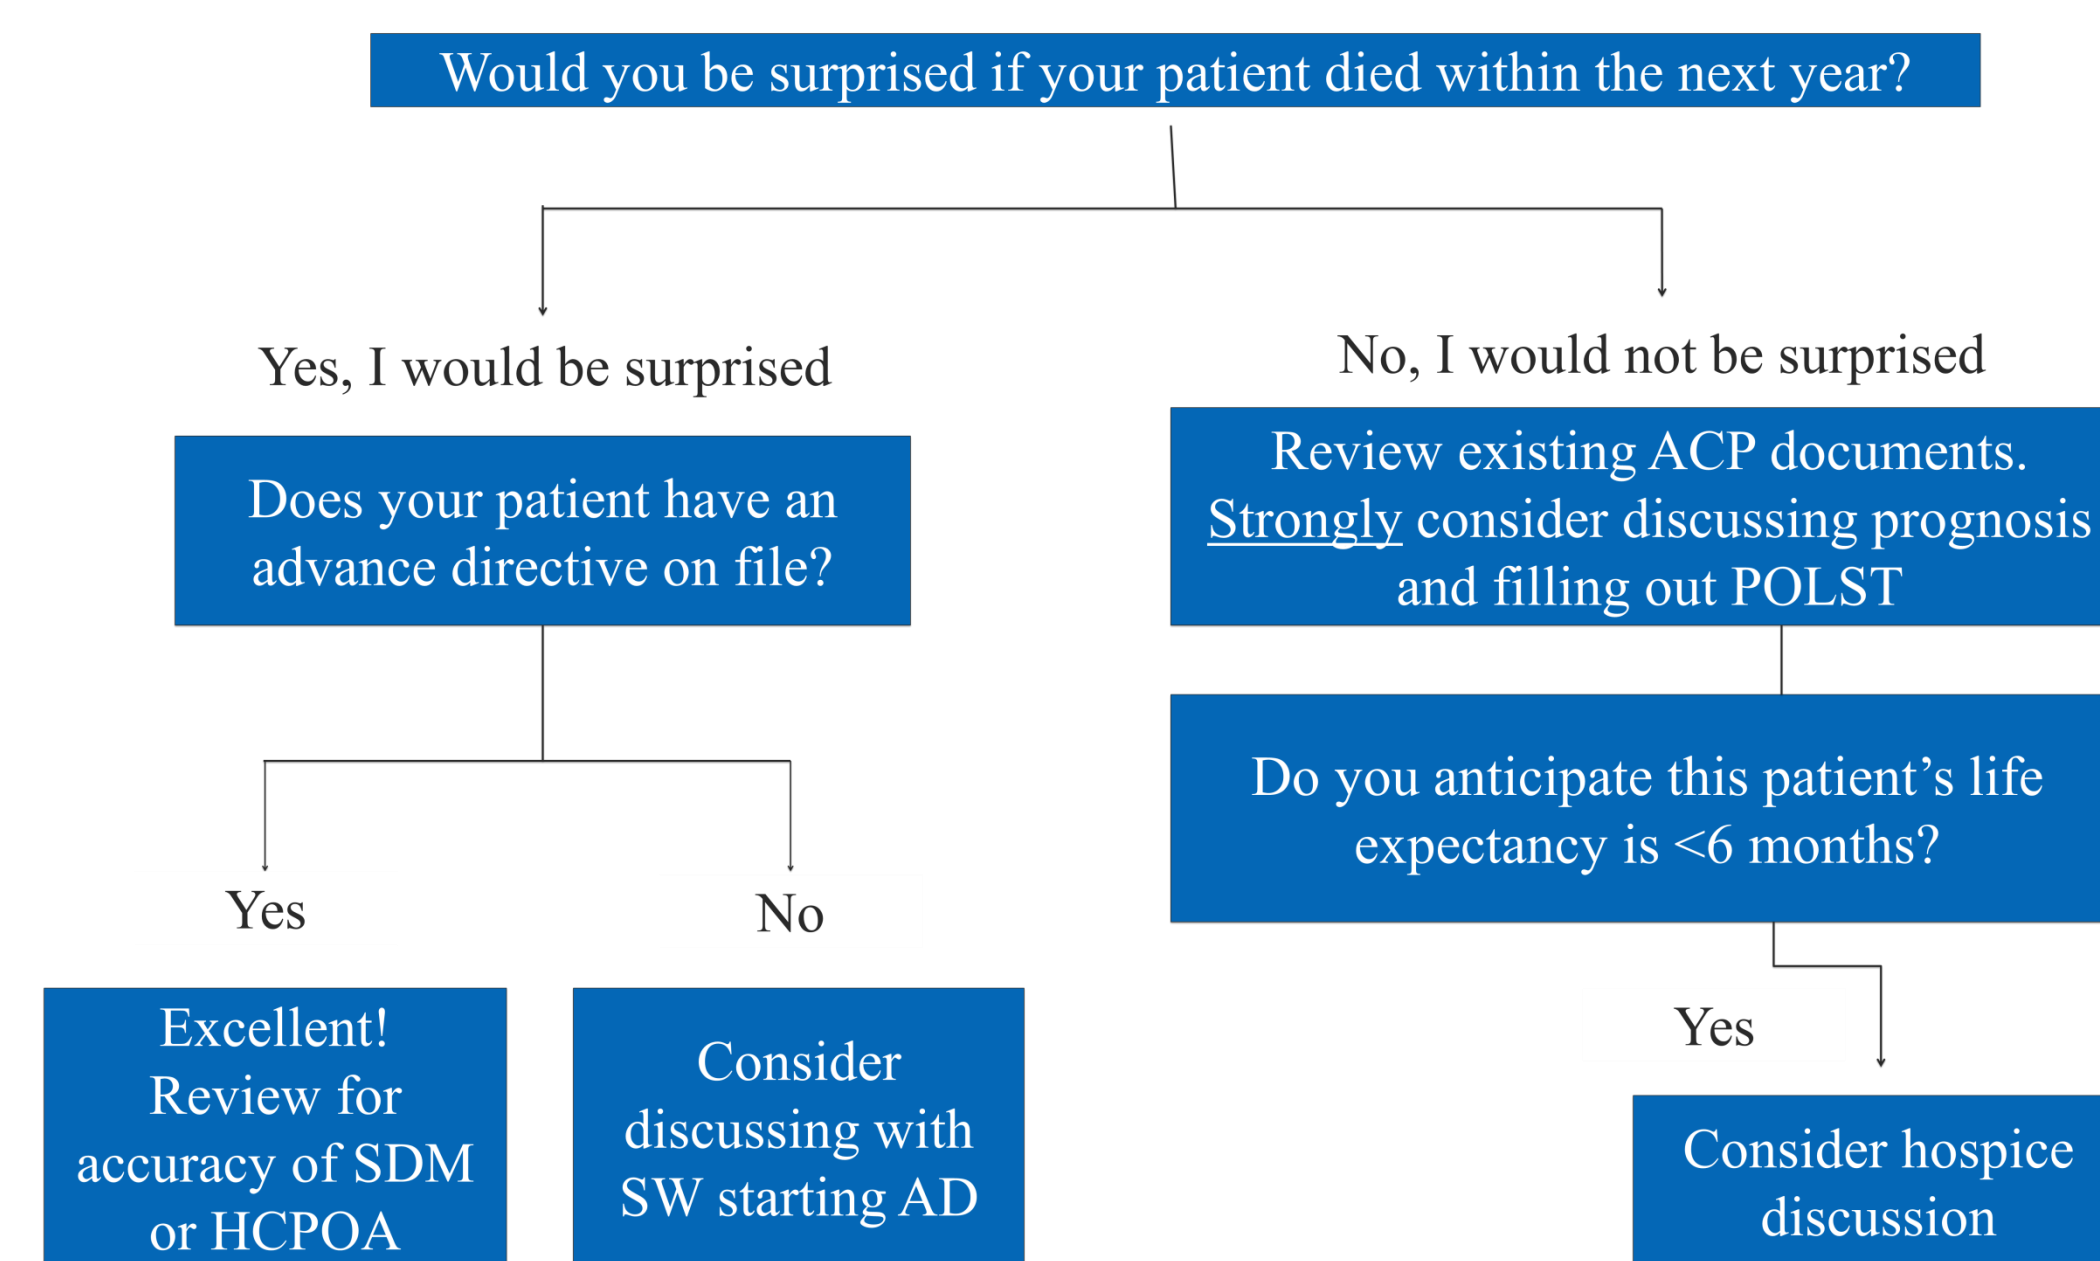 Would you be surprised if your patient died within the next year?
Yes, I would be surprised
No, I would not be surprised
Does your patient have an
advance directive on file?
Review existing ACP documents.
Strongly consider discussing prognosis
and filling out POLST
Do you anticipate this patient’s life
expectancy is <6 months?
Yes
No
Yes
Excellent!
Review for
accuracy of SDM
or HCPOA
Consider
discussing with
SW starting AD
Consider hospice
discussion